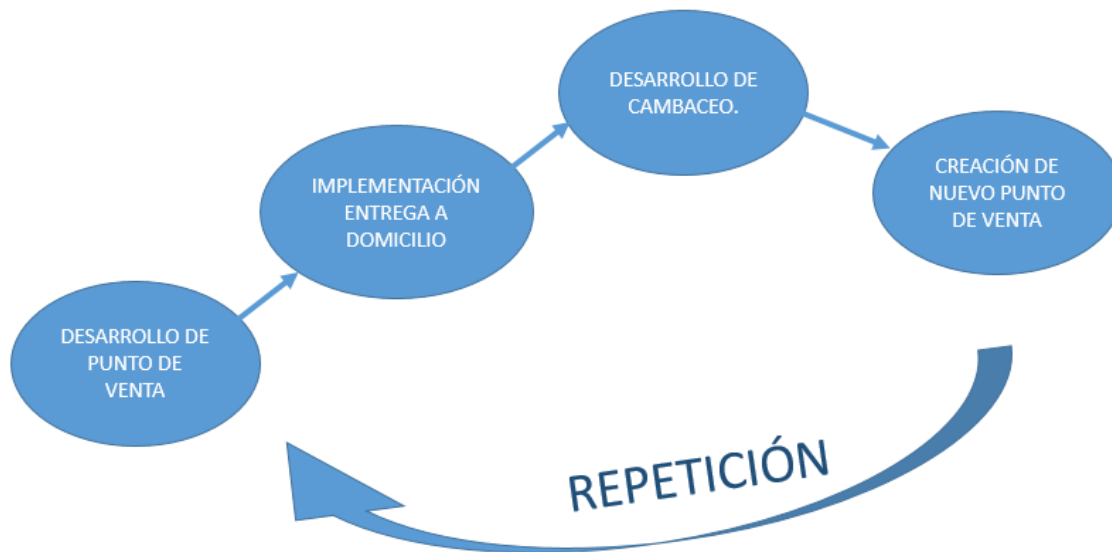 DESARROLLO DE
PUNTO DE
VENTA
IMPLEMENTACIÓN
ENTREGA A
DOMICILIO
DESARROLLO DE
CAMBACEO.
CREACIÓN DE
NUEVO PUNTO
DE VENTA
REPETICIÓN